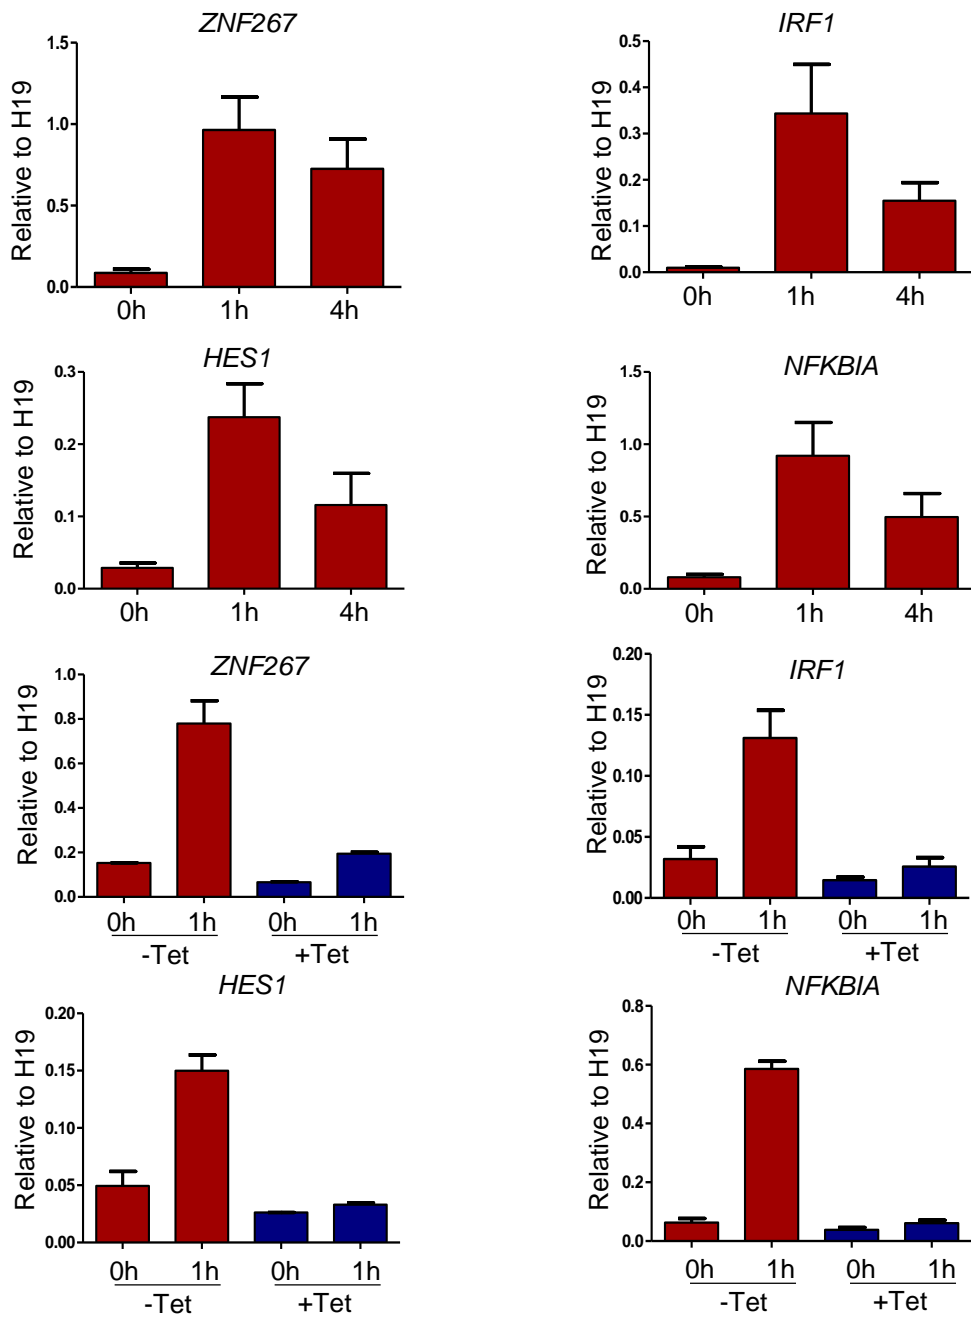 ZNF267
Relative to H19
1.5
1.0
0.5
0.0
0h 1h 4h
IRF1
Relative to H19
0.5
0.4
0.3
0.2
0.1
0.0
0h 1h 4h
HES1
Relative to H19
0.3
0.2
0.1
0.0
0h 1h 4h
NFKBIA
Relative to H19
1.5
1.0
0.5
0.0
0h 1h 4h
ZNF267
Relative to H19
1.0
0.8
0.6
0.4
0.2
0.0
0h 1h 0h 1h
-Tet +Tet
IRF1
Relative to H19
0.20
0.15
0.10
0.05
0.00
0h 1h 0h 1h
-Tet +Tet
HES1
Relative to H19
0.20
0.15
0.10
0.05
0.00
0h 1h 0h 1h
-Tet +Tet
NFKBIA
Relative to H19
0.8
0.6
0.4
0.2
0.0
0h 1h 0h 1h
-Tet +Tet